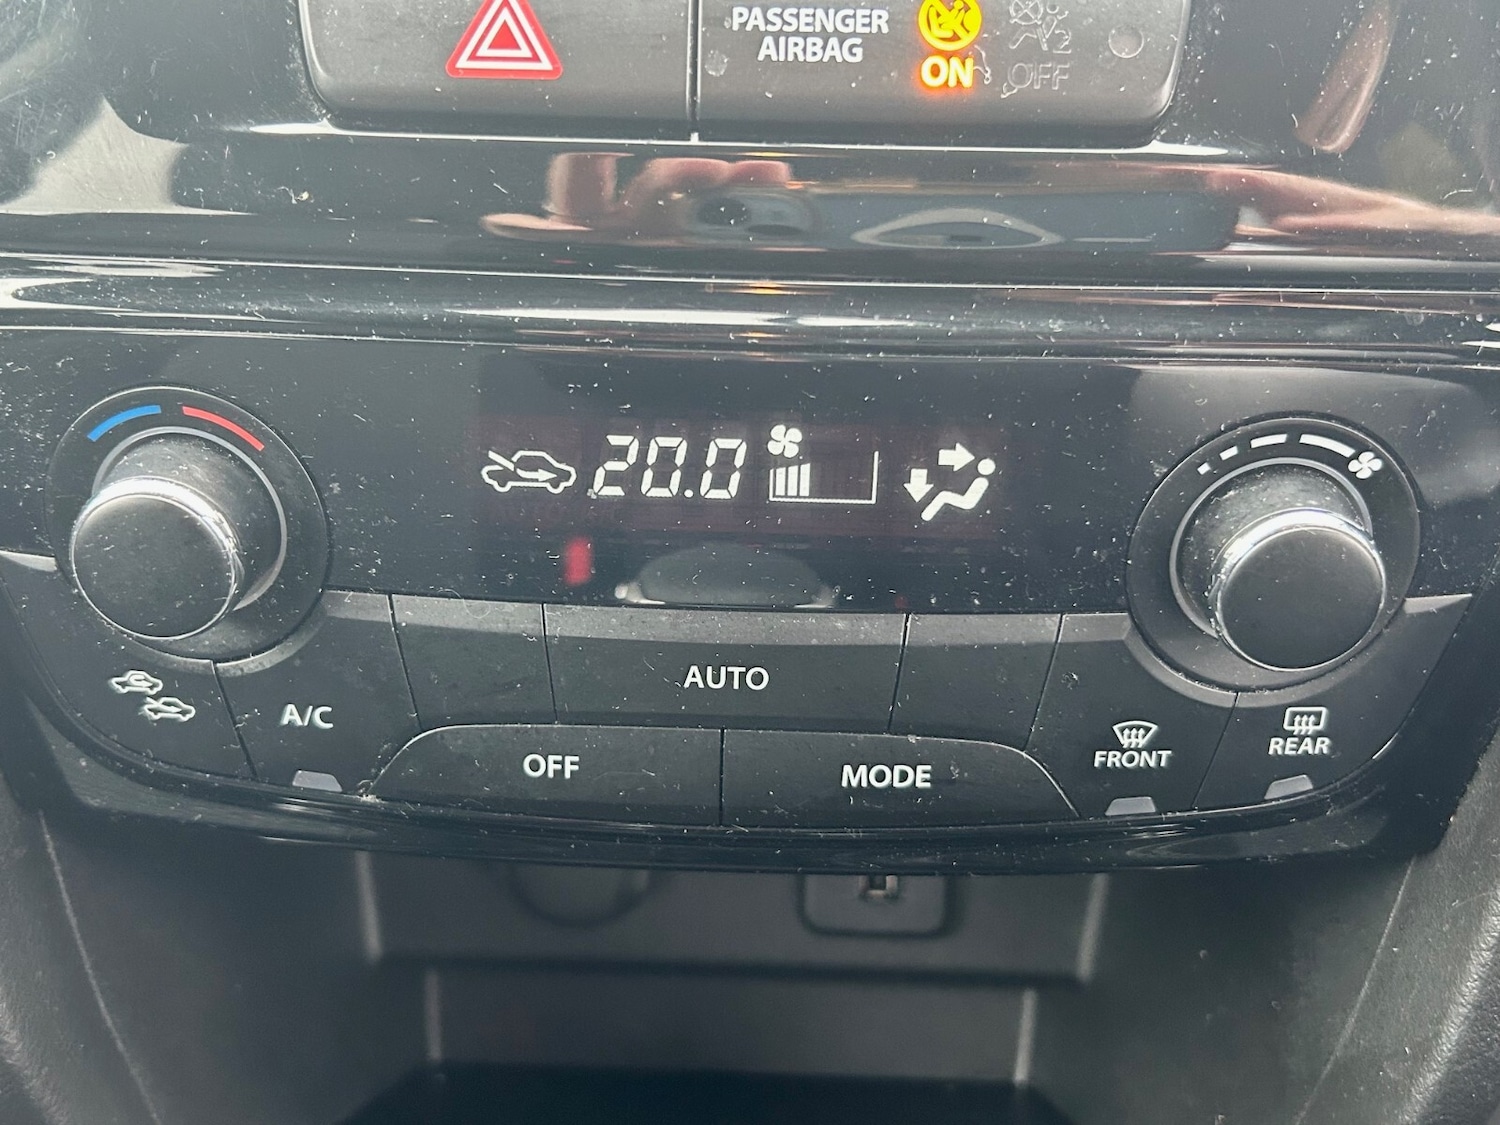 PASSENGER
AIRBAG
ON
OFF
20.0
AUTO
A/C
OFF
MODE
FRONT
REAR